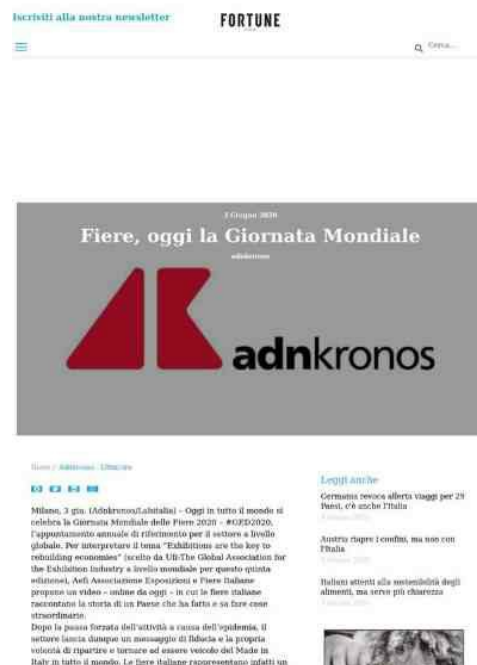 Iscriviti alla nostra newsletter
FORTUNE
Cerca...
3 Giugno 2020
Fiere, oggi la Giornata Mondiale
adnkronos
adnkronos
Home / Adnkronos
Leggi anche
Germania revoca allerta viaggi per 29
Paesi, c'è anche l'Italia
Austria riapre i confini, ma non con
l'Italia
Italiani attenti alla sostenibilità degli
alimenti, ma serve più chiarezza
Milano, 3 giu. (Adnkronos/Labitalia) – Oggi in tutto il mondo si
celebra la Giornata Mondiale delle Fiere 2020 – #GED2020,
l'appuntamento annuale di riferimento per il settore a livello
globale. Per interpretare il tema "Exhibitions are the key to
rebuilding economies" (scelto da Ufi-The Global Association for
the Exhibition Industry a livello mondiale per questa quinta
edizione), Aefi Associazione Esposizioni e Fiere Italiane
propone un video – online da oggi – in cui le fiere italiane
raccontano la storia di un Paese che ha fatto e sa fare cose
straordinarie.
Dopo la pausa forzata dell'attività a causa dell'epidemia, il
settore lancia dunque un messaggio di fiducia e la propria
volontà di ripartire e tornare ad essere veicolo del Made in
Italy in tutto il mondo. Le fiere italiane rappresentano infatti un